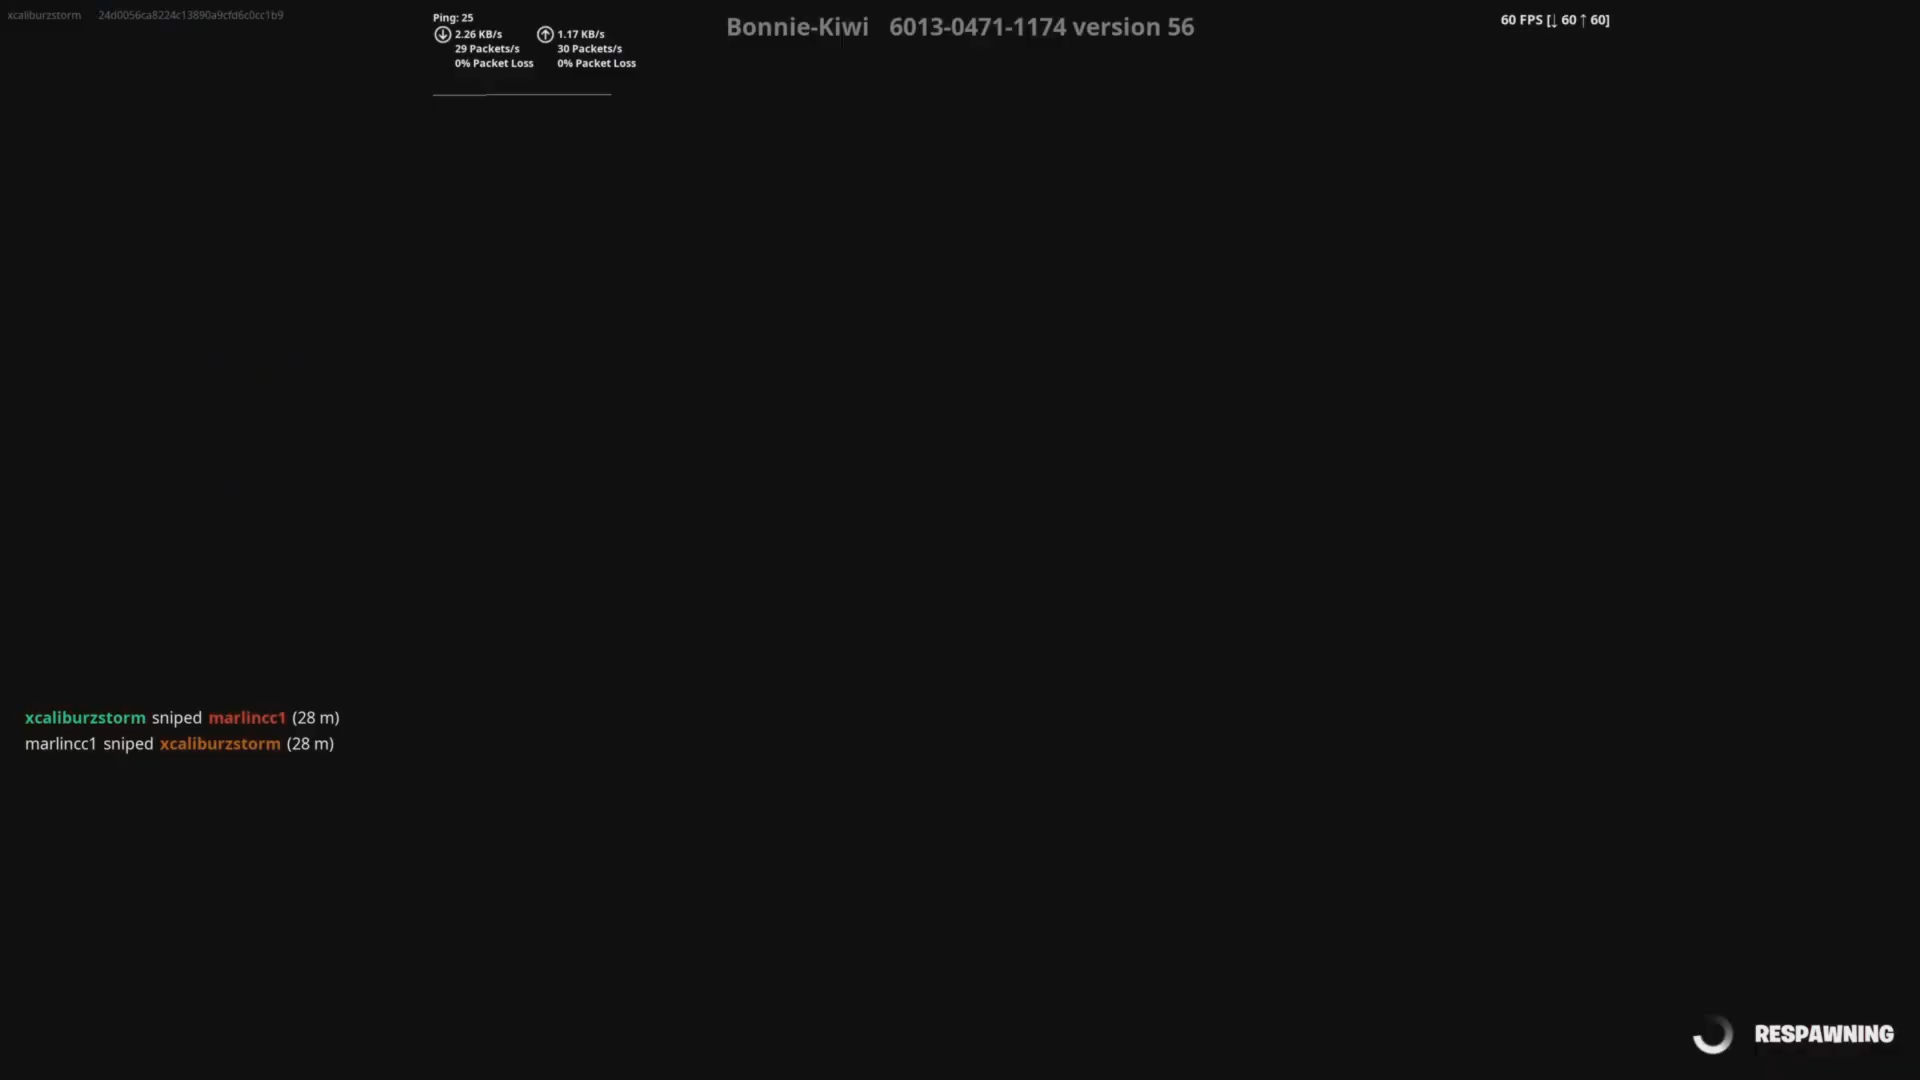 xcaliburzstorm 24d0056ca8224c13890a9cfd6c0cc1b9
Ping: 25
2.26 KB/s 1.17 KB/s
29 Packets/s 30 Packets/s
0% Packet Loss 0% Packet Loss
Bonnie-Kiwi 6013-0471-1174 version 56
60 FPS [↓ 60 ↑ 60]
xcaliburzstorm sniped marlincc1 (28 m)
marlincc1 sniped xcaliburzstorm (28 m)
RESPAWNING